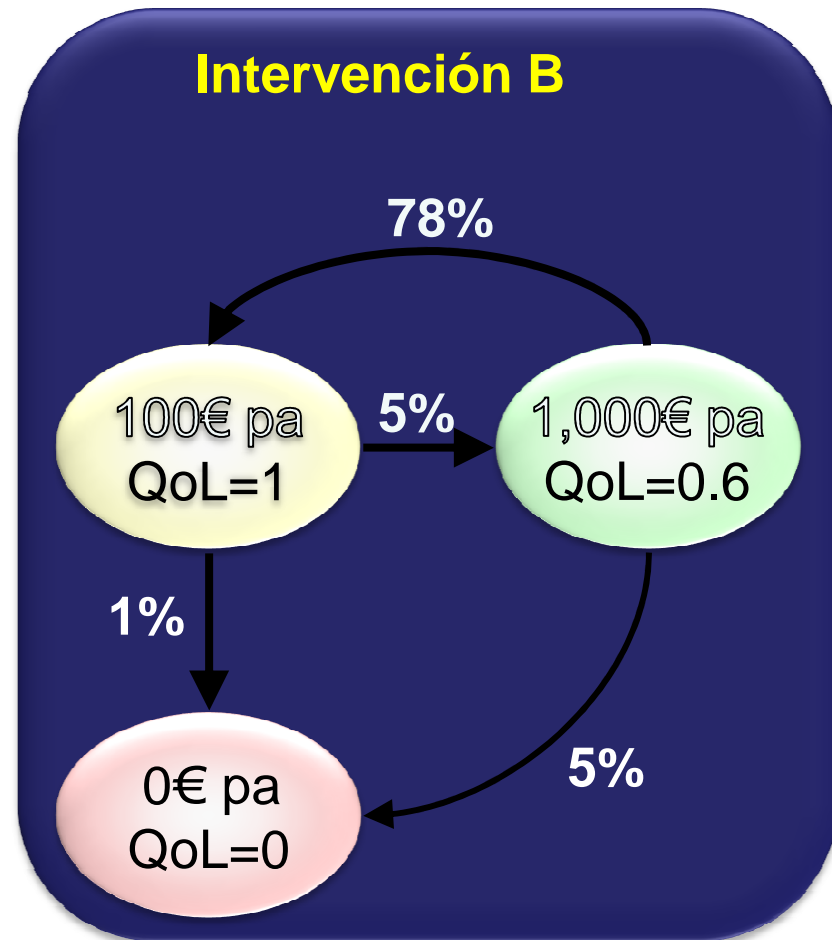 Intervención B
78%
100€ pa
QoL=1
5%
1,000€ pa
QoL=0.6
1%
5%
0€ pa
QoL=0